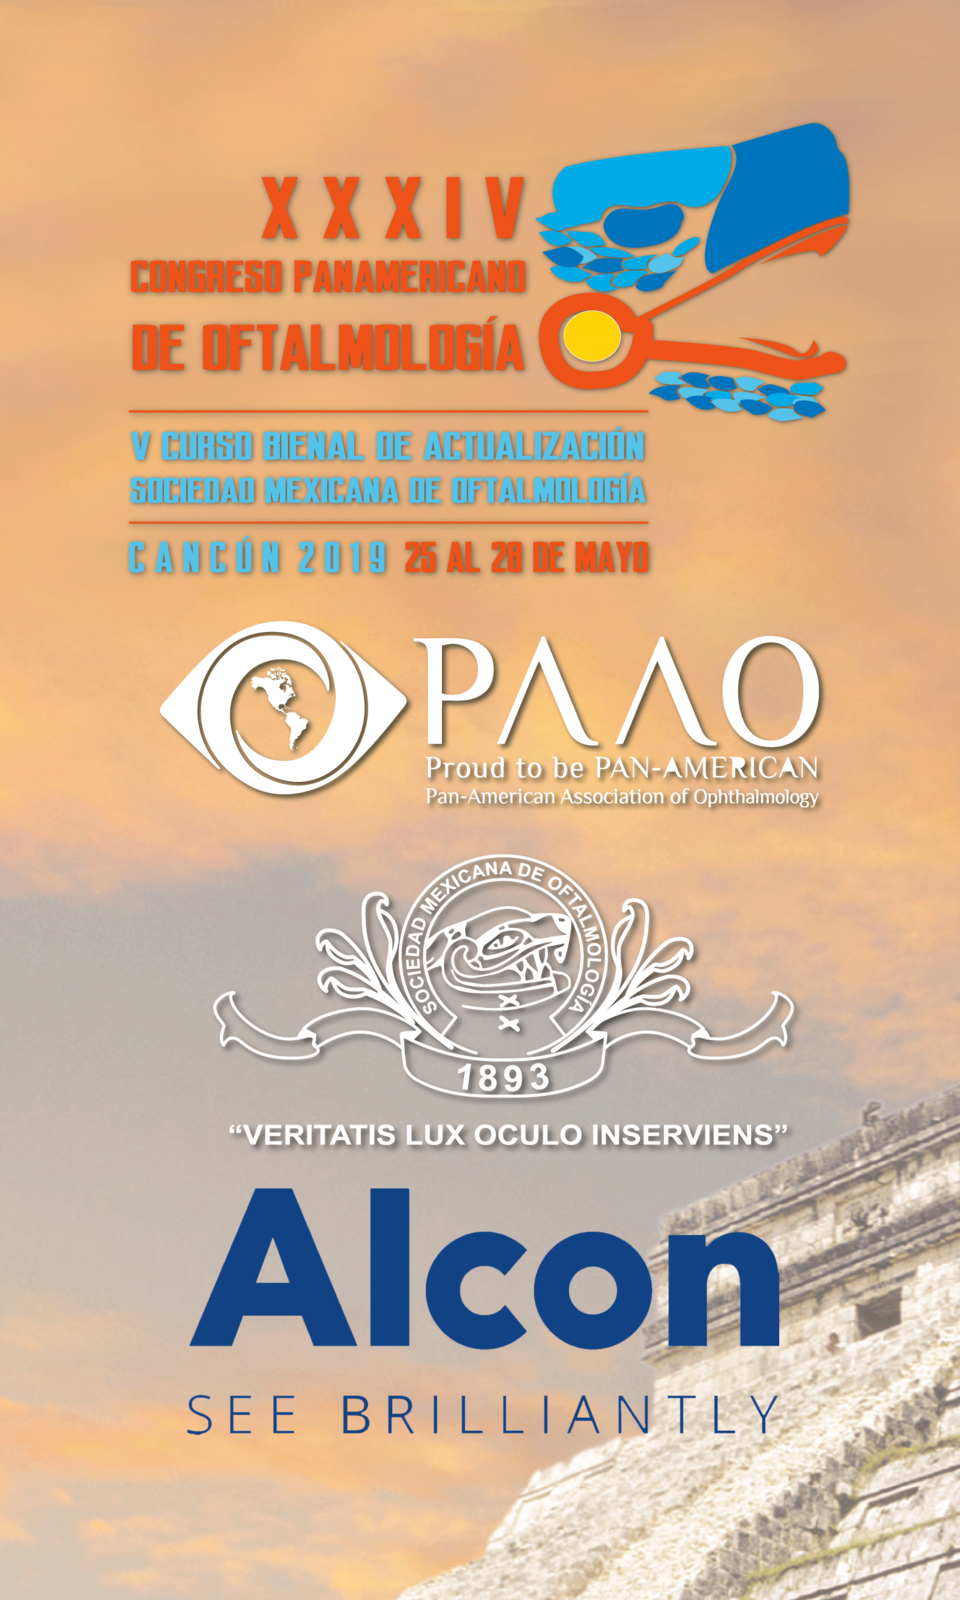 XXXIV
CONGRESO PANAMERICANO
DE OFTALMOLOGÍA
V CURSO BIENAL DE ACTUALIZACIÓN
SOCIEDAD MEXICANA DE OFTALMOLOGÍA
CANCÚN 2019 25 AL 28 DE MAYO
PAAO
Proud to be PAN-AMERICAN
Pan-American Association of Ophthalmology
SOCIEDAD MEXICANA DE OFTALMOLOGÍA
1893
“VERITATIS LUX OCULO INSERVIENS”
Alcon
SEE BRILLIANTLY